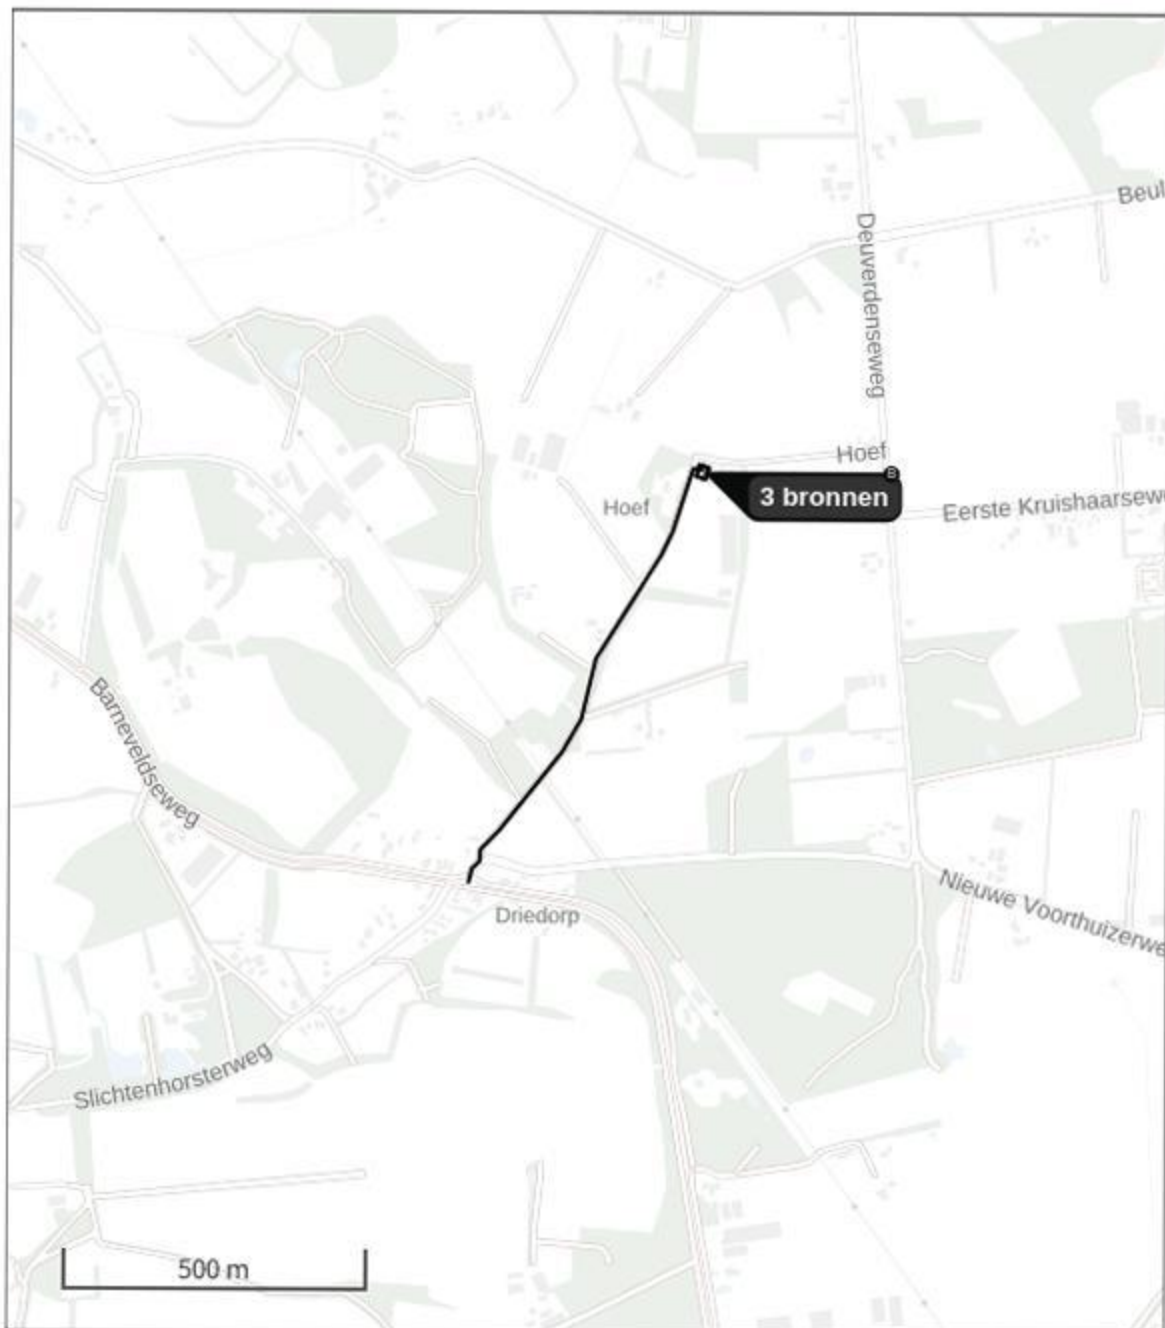 Beul
Deuverdenseweg
Hoef
B
3 bronnen
Hoef
Eerste Kruishaarsewe
Barneveldseweg
Nieuwe Voorthuizerwe
Driedorp
Slichtenhorsterweg
500 m